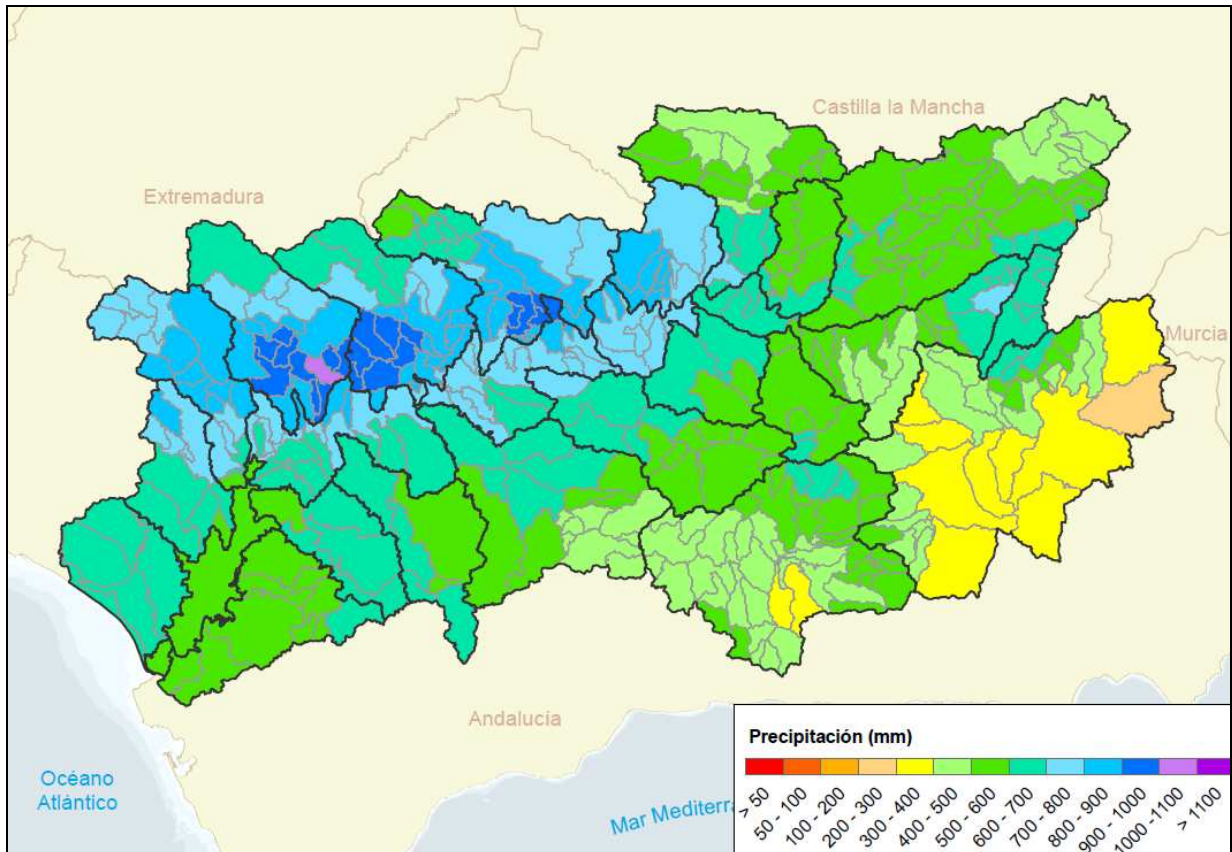 Castilla la Mancha
Extremadura
Murcia
Andalucía
Océano
Atlántico
Mar Mediterrá
Precipitación (mm)
> 50
50 - 100
100 - 200
200 - 300
300 - 400
400 - 500
500 - 600
600 - 700
700 - 800
800 - 900
900 - 1000
1000 -1100
> 1100